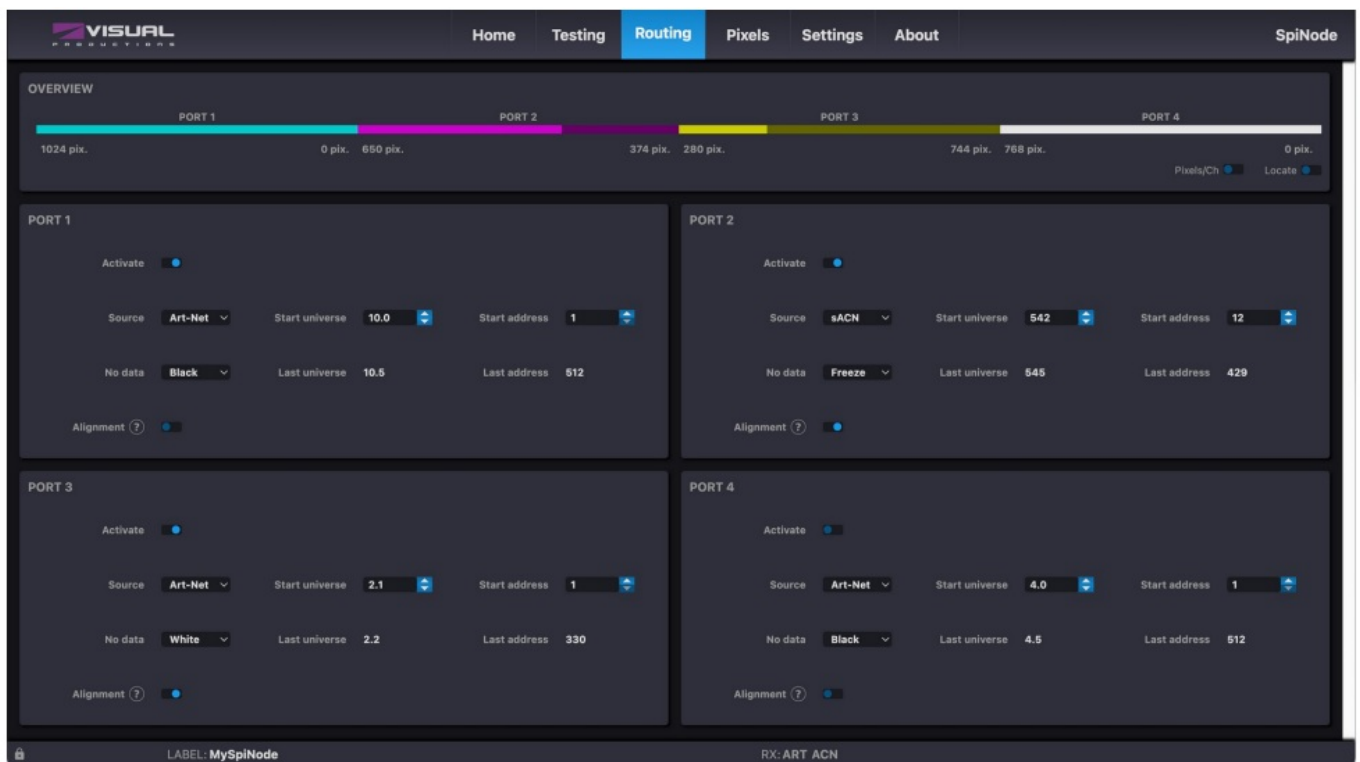 VISUAL
PRODUCTIONS
Home Testing Routing Pixels Settings About SpiNode
OVERVIEW
PORT 1 PORT 2 PORT 3 PORT 4
1024 pix. 0 pix. 650 pix. 374 pix. 280 pix. 744 pix. 768 pix. 0 pix.
Pixels/Ch Locate
PORT 1
Activate
Source Art-Net Start universe 10.0 Start address 1
No data Black Last universe 10.5 Last address 512
Alignment ?
PORT 2
Activate
Source sACN Start universe 542 Start address 12
No data Freeze Last universe 545 Last address 429
Alignment ?
PORT 3
Activate
Source Art-Net Start universe 2.1 Start address 1
No data White Last universe 2.2 Last address 330
Alignment ?
PORT 4
Activate
Source Art-Net Start universe 4.0 Start address 1
No data Black Last universe 4.5 Last address 512
Alignment ?
LABEL: MySpiNode RX: ART ACN